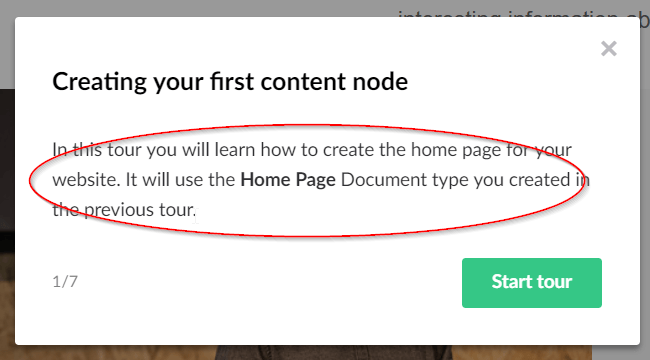 interesting information ab
Creating your first content node
In this tour you will learn how to create the home page for your
website. It will use the Home Page Document type you created in
the previous tour.
1/7
Start tour